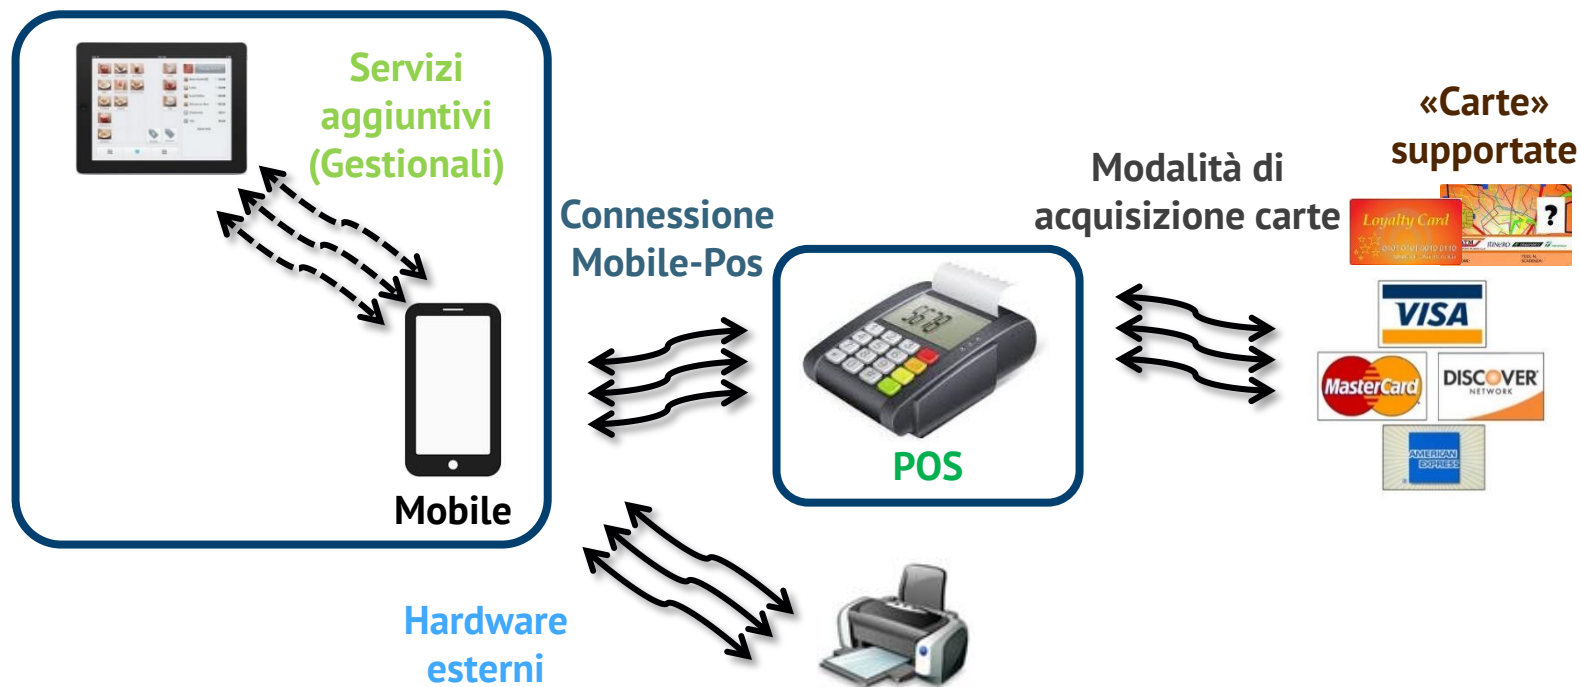 Servizi
aggiuntivi
(Gestionali)
Connessione
Mobile-Pos
Modalità di
acquisizione carte
«Carte»
supportate
Loyalty Card
?
ITINERO
VISA
MasterCard
DISCOVER
NETWORK
AMERICAN
EXPRESS
POS
Mobile
Hardware
esterni